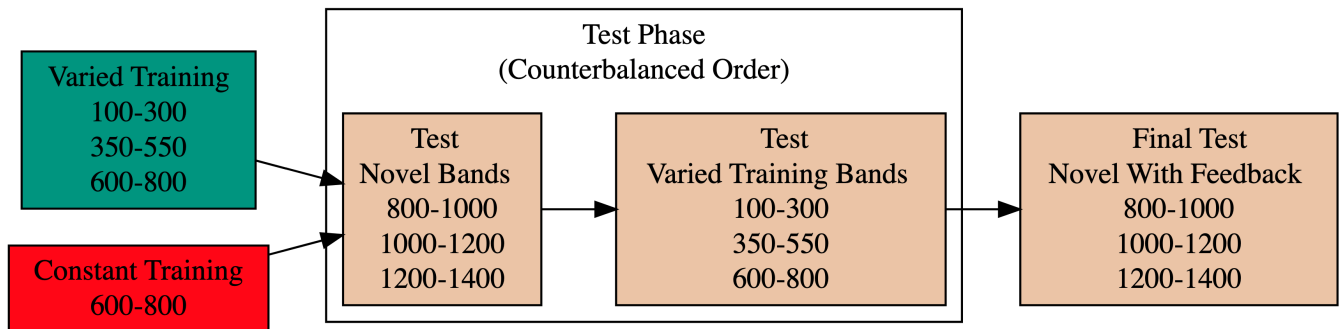 Varied Training
100-300
350-550
600-800
Constant Training
600-800
Test Phase
(Counterbalanced Order)
Test
Novel Bands
800-1000
1000-1200
1200-1400
Test
Varied Training Bands
100-300
350-550
600-800
Final Test
Novel With Feedback
800-1000
1000-1200
1200-1400